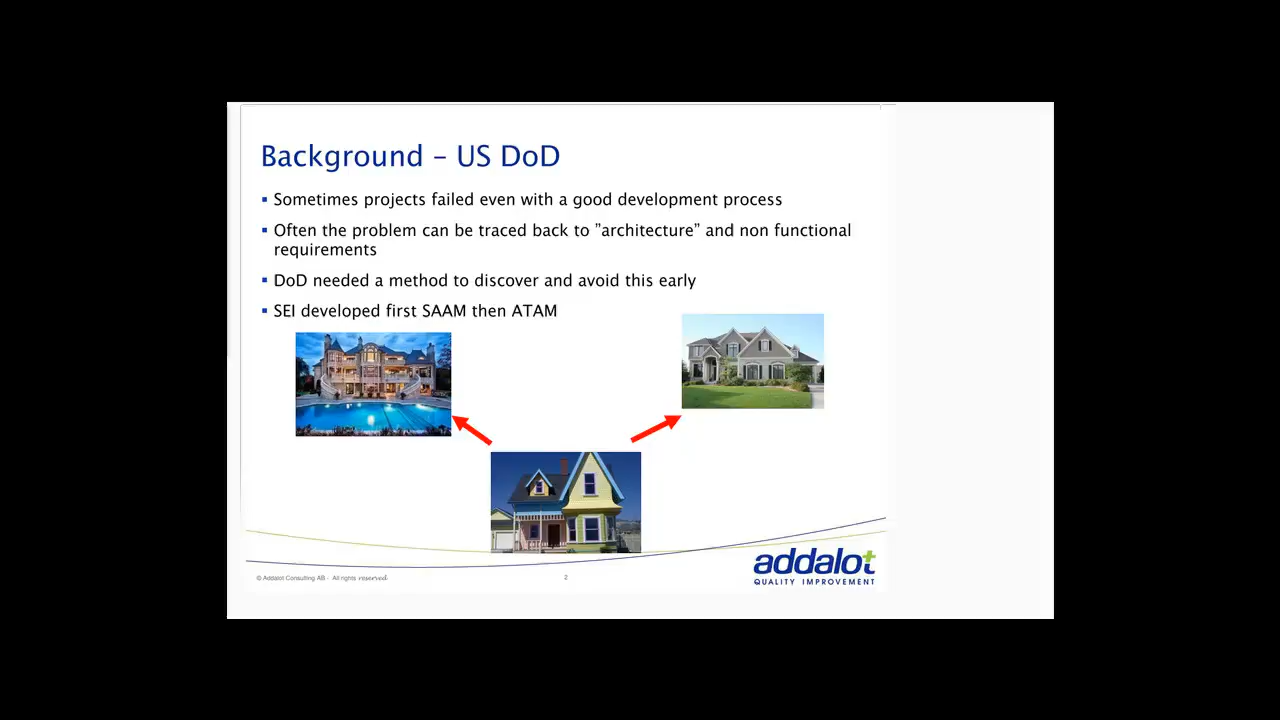 Background – US DoD
▪ Sometimes projects failed even with a good development process
▪ Often the problem can be traced back to ”architecture” and non functional
requirements
▪ DoD needed a method to discover and avoid this early
▪ SEI developed first SAAM then ATAM
© Addalot Consulting AB - All rights reserved.
2
addalot
QUALITY IMPROVEMENT